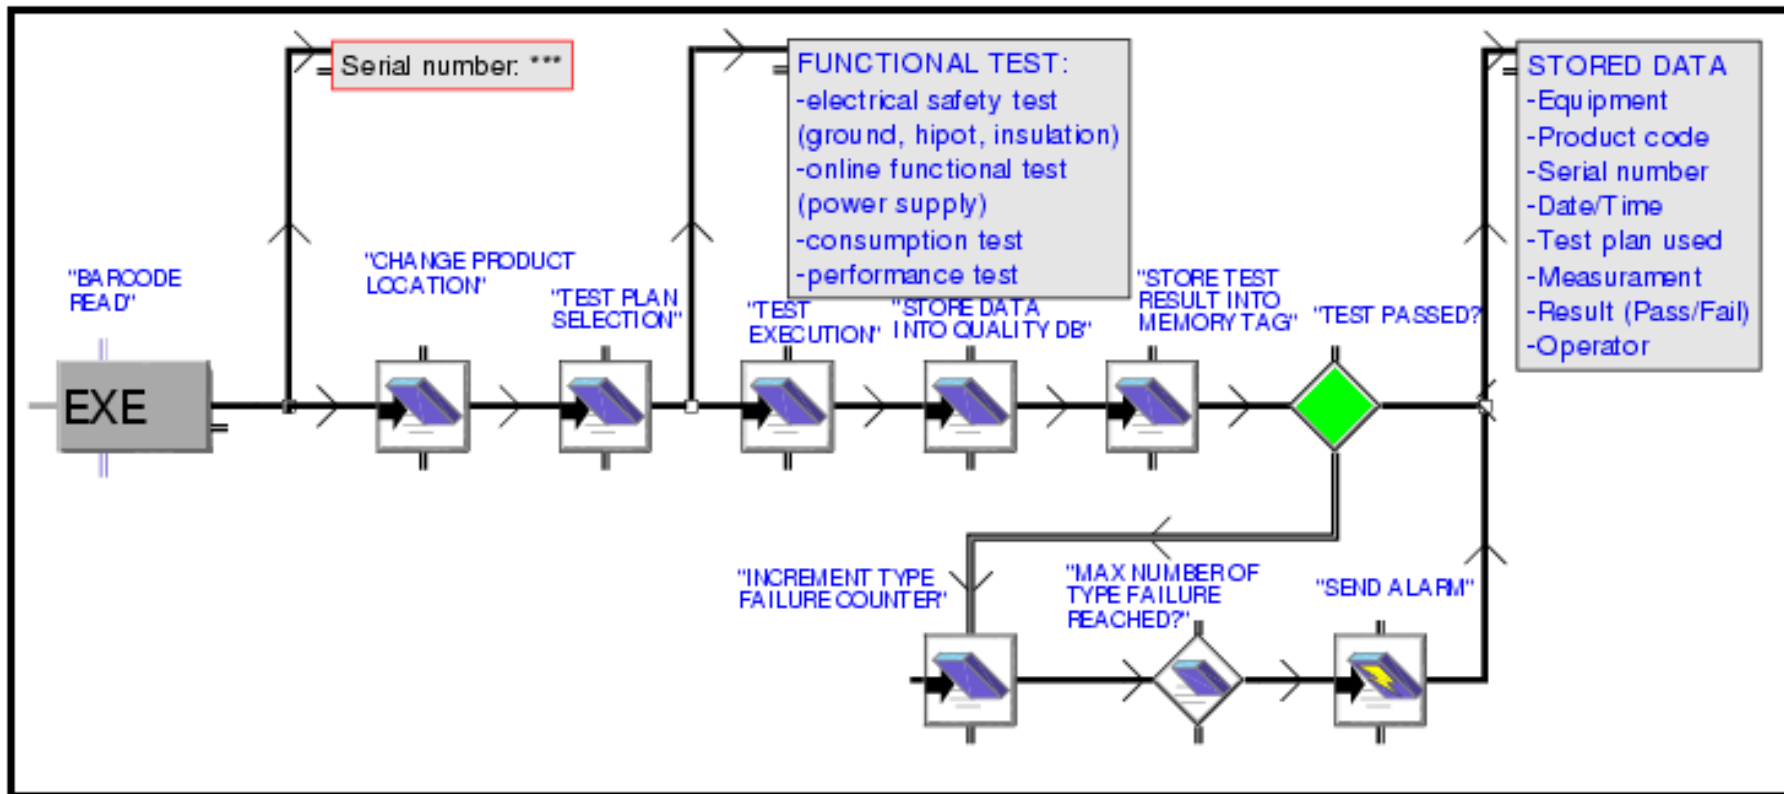 Serial number: ***
FUNCTIONAL TEST:
-electrical safety test
(ground, hipot, insulation)
-online functional test
(power supply)
-consumption test
-performance test
STORED DATA
-Equipment
-Product code
-Serial number
-Date/Time
-Test plan used
-Measurament
-Result (Pass/Fail)
-Operator
"BARCODE
READ"
EXE
"CHANGE PRODUCT
LOCATION"
"TEST PLAN
SELECTION"
"TEST
EXECUTION"
"STORE DATA
INTO QUALITY DB"
"STORE TEST
RESULT INTO
MEMORY TAG"
"TEST PASSED?
"INCREMENT TYPE
FAILURE COUNTER"
"MAX NUMBER OF
TYPE FAILURE
REACHED?"
"SEND ALARM"